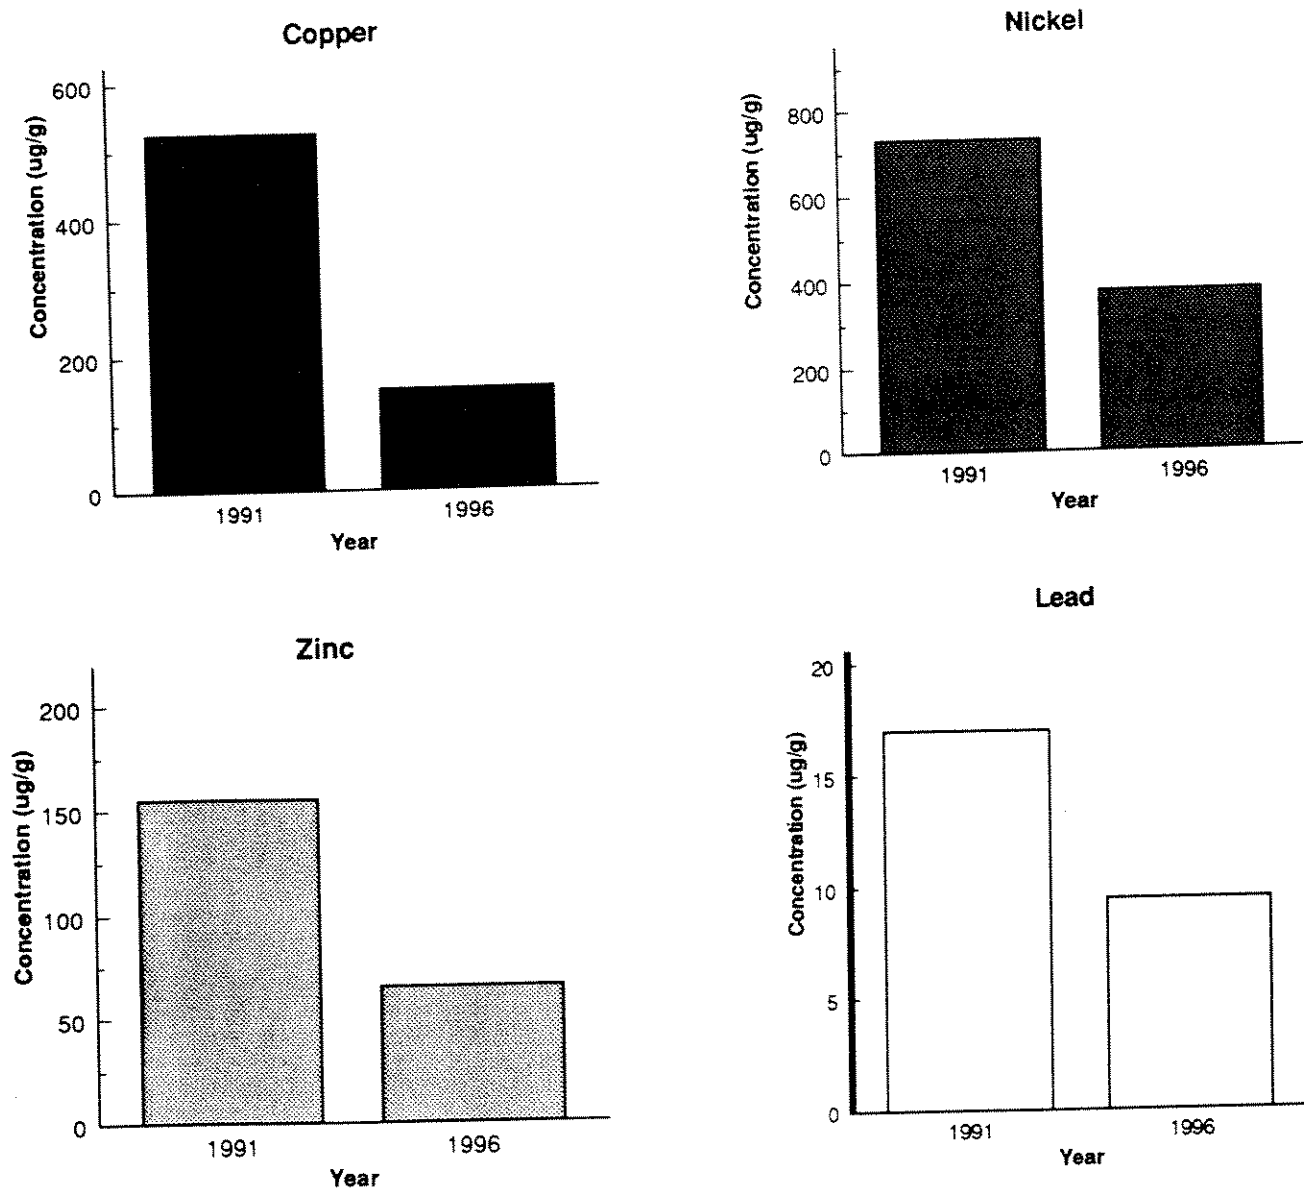 Copper
Concentration (ug/g)
600
400
200
0
1991
1996
Year
Nickel
Concentration (ug/g)
800
600
400
200
0
1991
1996
Year
Zinc
Concentration (ug/g)
200
150
100
50
0
1991
1996
Year
Lead
Concentration (ug/g)
20
15
10
5
0
1991
1996
Year